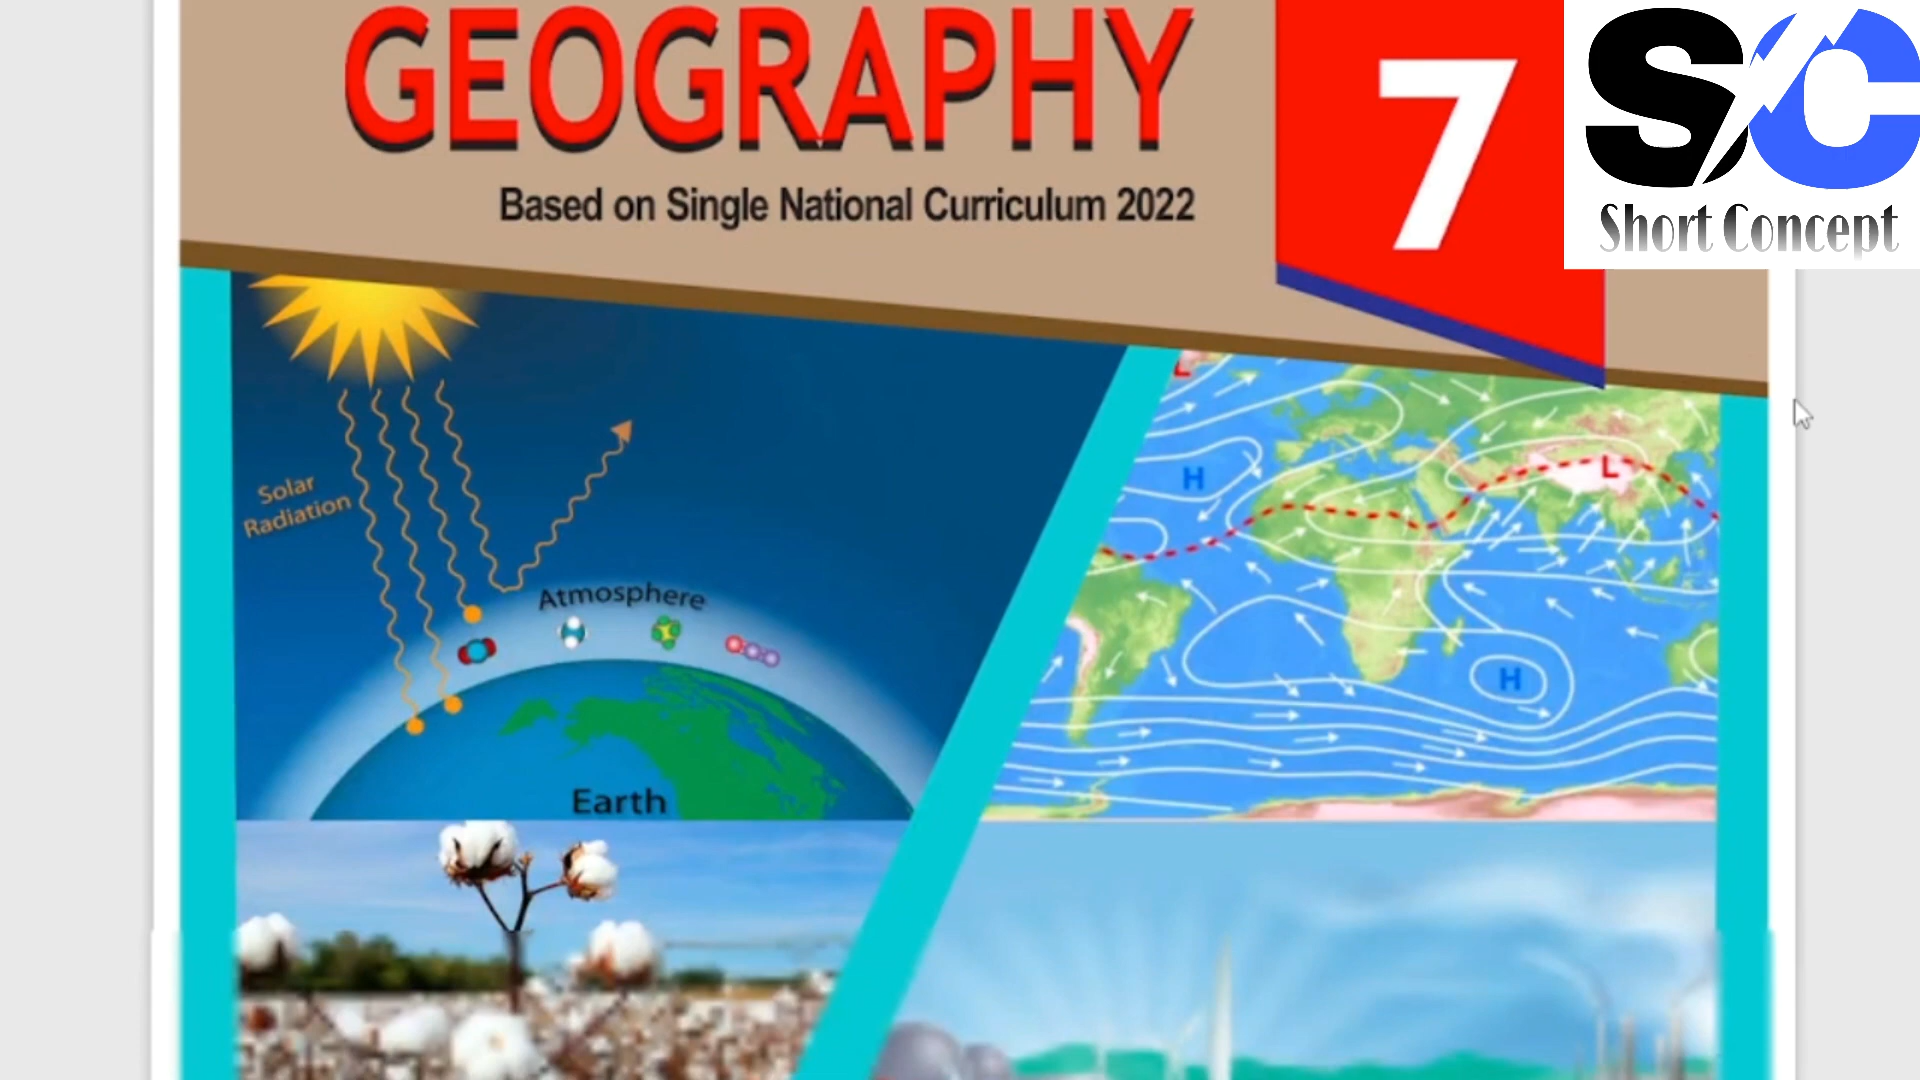 GEOGRAPHY
7
Based on Single National Curriculum 2022
SC
Short Concept
Solar
Radiation
Atmosphere
Earth
L
H
L
H